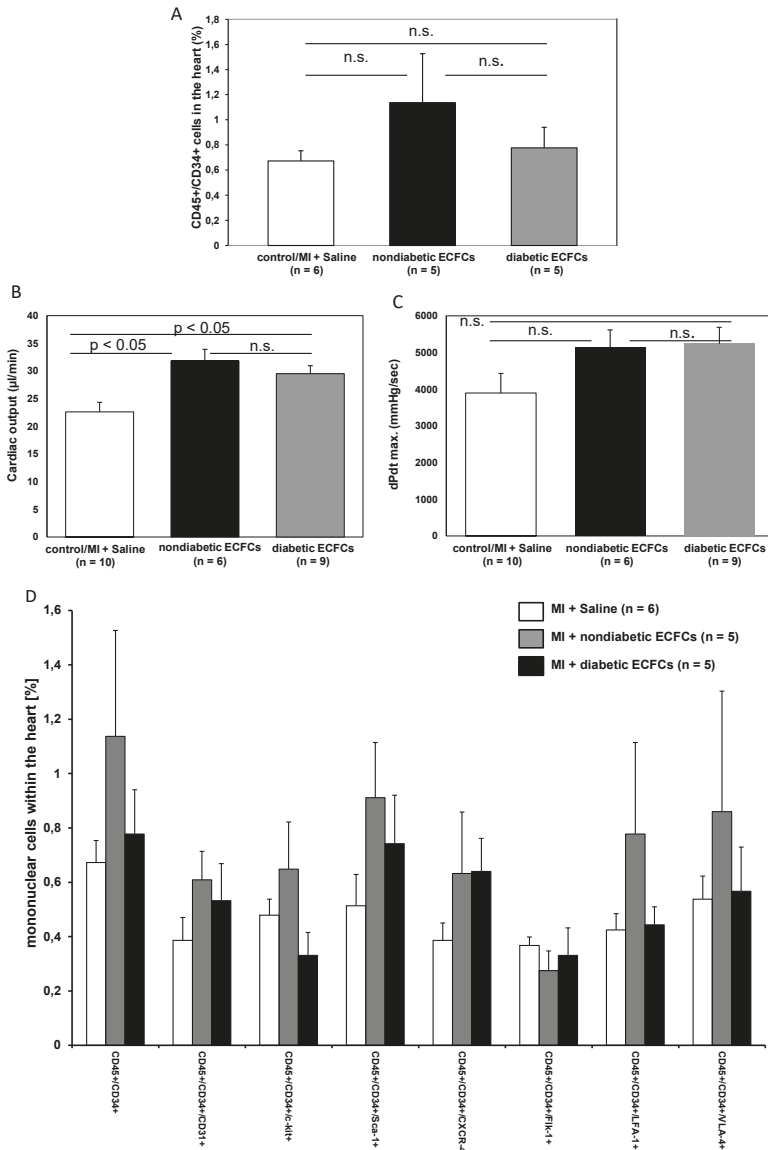 A
CD45+/CD34+ cells in the heart (%)
1,8
1,6
1,4
1,2
1
0,8
0,6
0,4
0,2
0
n.s.
n.s.
n.s.
control/MI + Saline
(n = 6)
nondiabetic ECFCs
(n = 5)
diabetic ECFCs
(n = 5)
B
Cardiac output (µl/min)
40
35
30
25
20
15
10
5
0
p < 0.05
p < 0.05
n.s.
control/MI + Saline
(n = 10)
nondiabetic ECFCs
(n = 6)
diabetic ECFCs
(n = 9)
C
dPdt max. (mmHg/sec)
6000
5000
4000
3000
2000
1000
0
n.s.
n.s.
n.s.
control/MI + Saline
(n = 10)
nondiabetic ECFCs
(n = 6)
diabetic ECFCs
(n = 9)
D
mononuclear cells within the heart [%]
1,6
1,4
1,2
1
0,8
0,6
0,4
0,2
0
MI + Saline (n = 6)
MI + nondiabetic ECFCs (n = 5)
MI + diabetic ECFCs (n = 5)
CD45+/CD34+
CD45+/CD34+/CD31+
CD45+/CD34+/c-kit+
CD45+/CD34+/Sca-1+
CD45+/CD34+/CXCR-4
CD45+/CD34+/Flk-1+
CD45+/CD34+/LFA-1+
CD45+/CD34+/VLA-4+